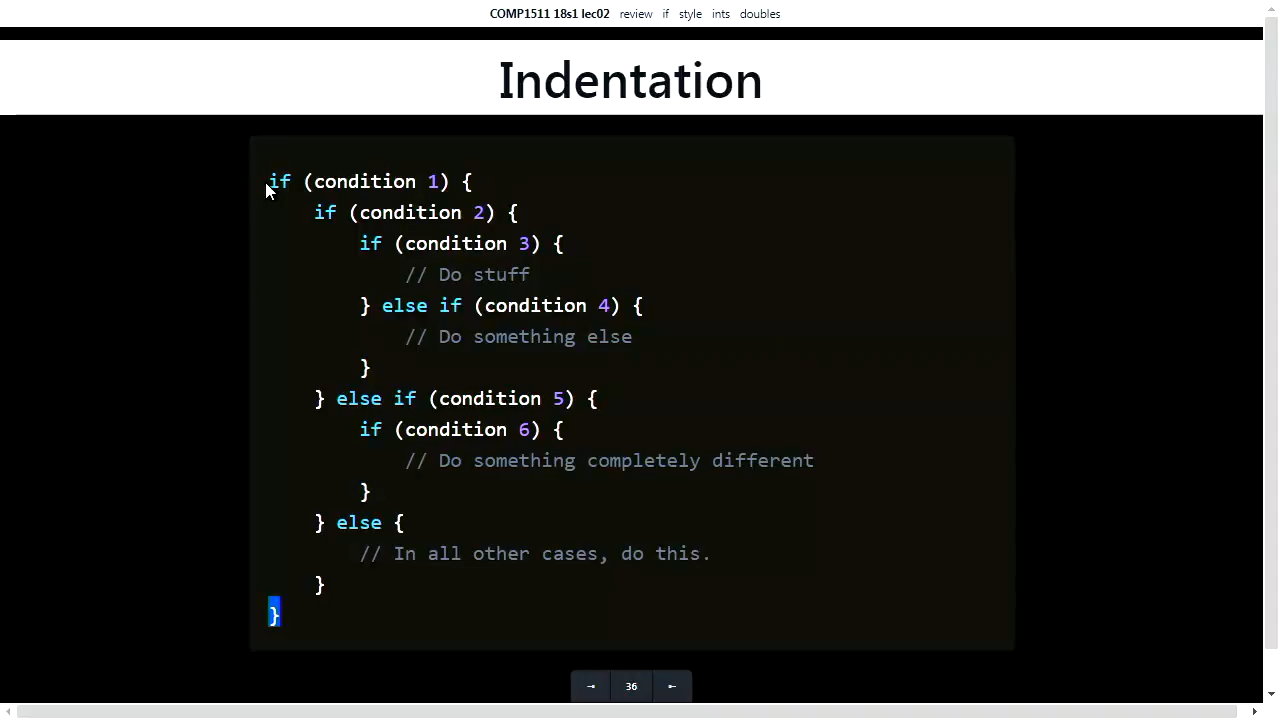 COMP1511 18s1 lec02 review if style ints doubles
Indentation
if (condition 1) {
    if (condition 2) {
        if (condition 3) {
            // Do stuff
        } else if (condition 4) {
            // Do something else
        }
    } else if (condition 5) {
        if (condition 6) {
            // Do something completely different
        }
    } else {
        // In all other cases, do this.
    }
}
→ 36 ←